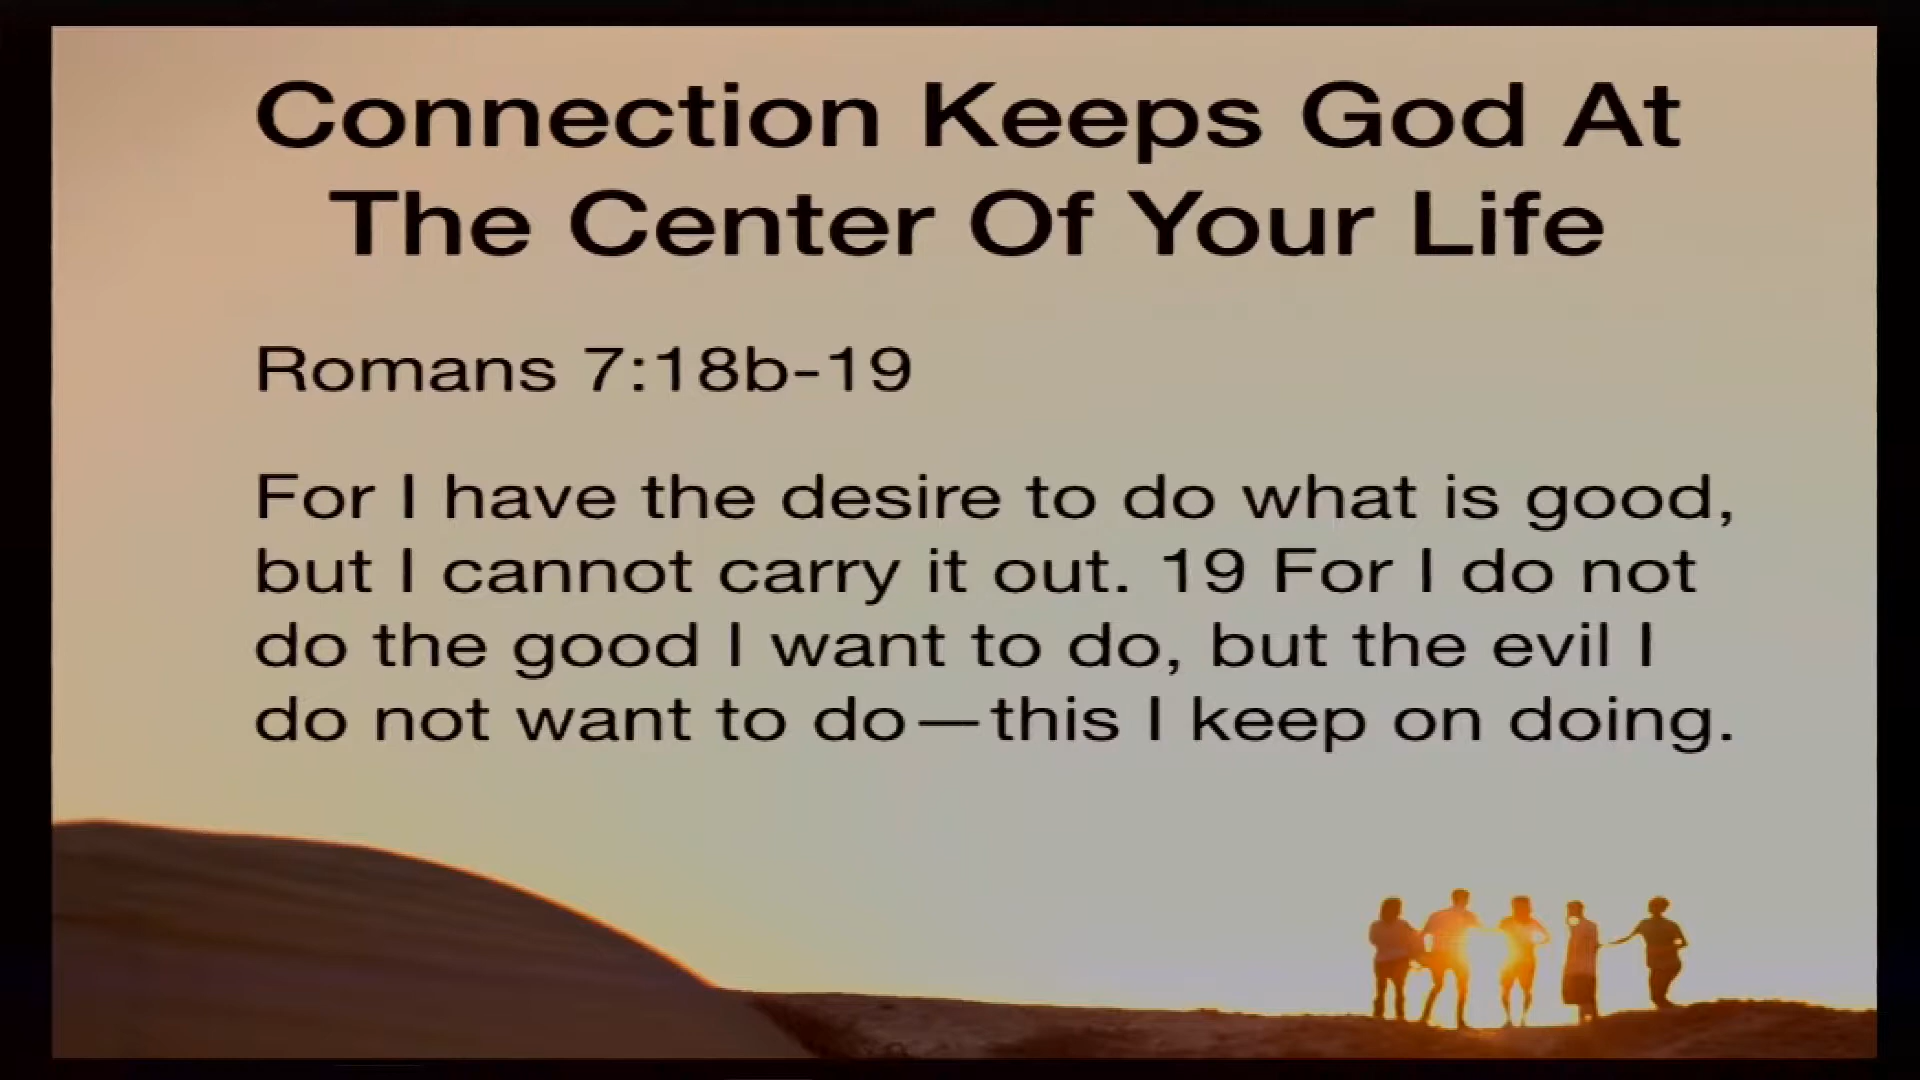 Connection Keeps God At
The Center Of Your Life
Romans 7:18b-19
For I have the desire to do what is good,
but I cannot carry it out. 19 For I do not
do the good I want to do, but the evil I
do not want to do—this I keep on doing.